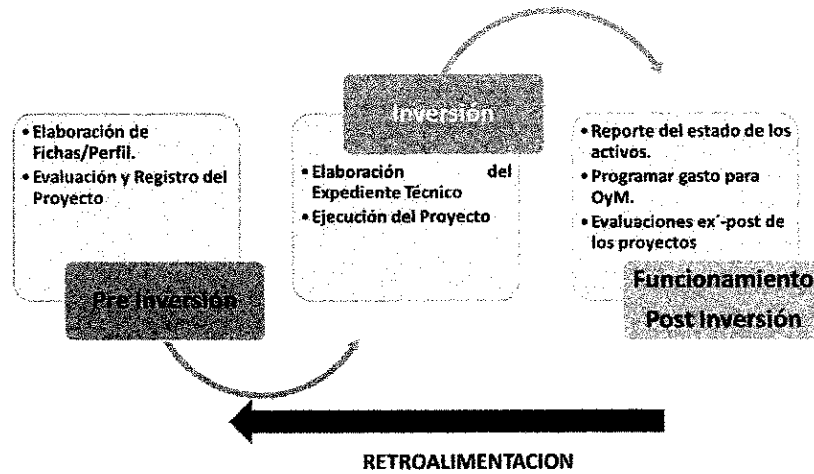 • Elaboración de
Fichas/Perfil.
• Evaluación y Registro del
Proyecto
Pre Inversión
Inversión
• Elaboración del
Expediente Técnico
• Ejecución del Proyecto
• Reporte del estado de los
activos.
• Programar gasto para
OyM.
• Evaluaciones ex´-post de
los proyectos
Funcionamiento
Post Inversión
RETROALIMENTACION